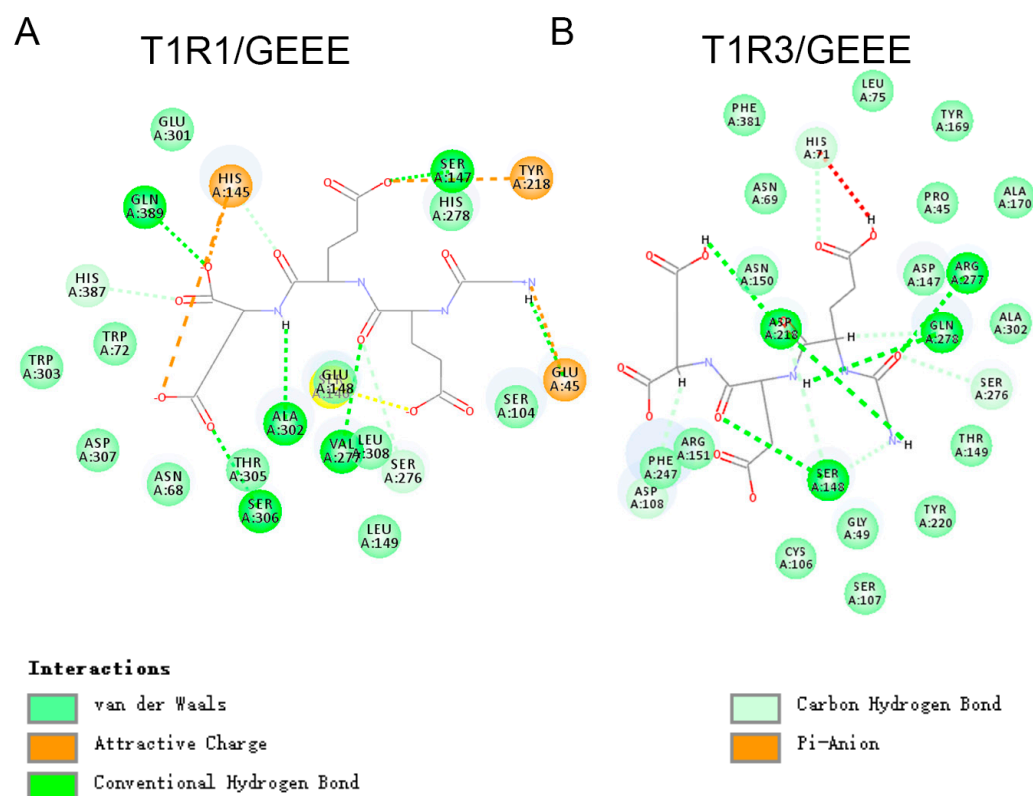 A
B
T1R1/GEEE
T1R3/GEEE
GLU
A:301
HIS
A:145
GLN
A:389
SER
A:147
TYR
A:218
HIS
A:278
HIS
A:387
TRP
A:72
TRP
A:303
GLU
A:148
GLU
A:45
SER
A:104
ALA
A:302
VAL
A:277
LEU
A:308
SER
A:276
ASP
A:307
ASN
A:68
THR
A:305
SER
A:306
LEU
A:149
O
O
O
-O
N
N
N
N
H
H
-O
O
-O
O
-O
O
O
LEU
A:75
PHE
A:381
TYR
A:169
HIS
A:71
ASN
A:69
PRO
A:45
ALA
A:170
ASN
A:150
ASP
A:147
ARG
A:277
ASP
A:218
GLN
A:278
ALA
A:302
SER
A:276
ARG
A:151
PHE
A:247
ASP
A:108
SER
A:148
THR
A:149
TYR
A:220
GLY
A:49
CYS
A:106
SER
A:107
H
O
O
H
O
O
H
O
O
H
N
O
N
H
N
H
N
H
O
O
O
Interactions
van der Waals
Attractive Charge
Conventional Hydrogen Bond
Carbon Hydrogen Bond
Pi-Anion